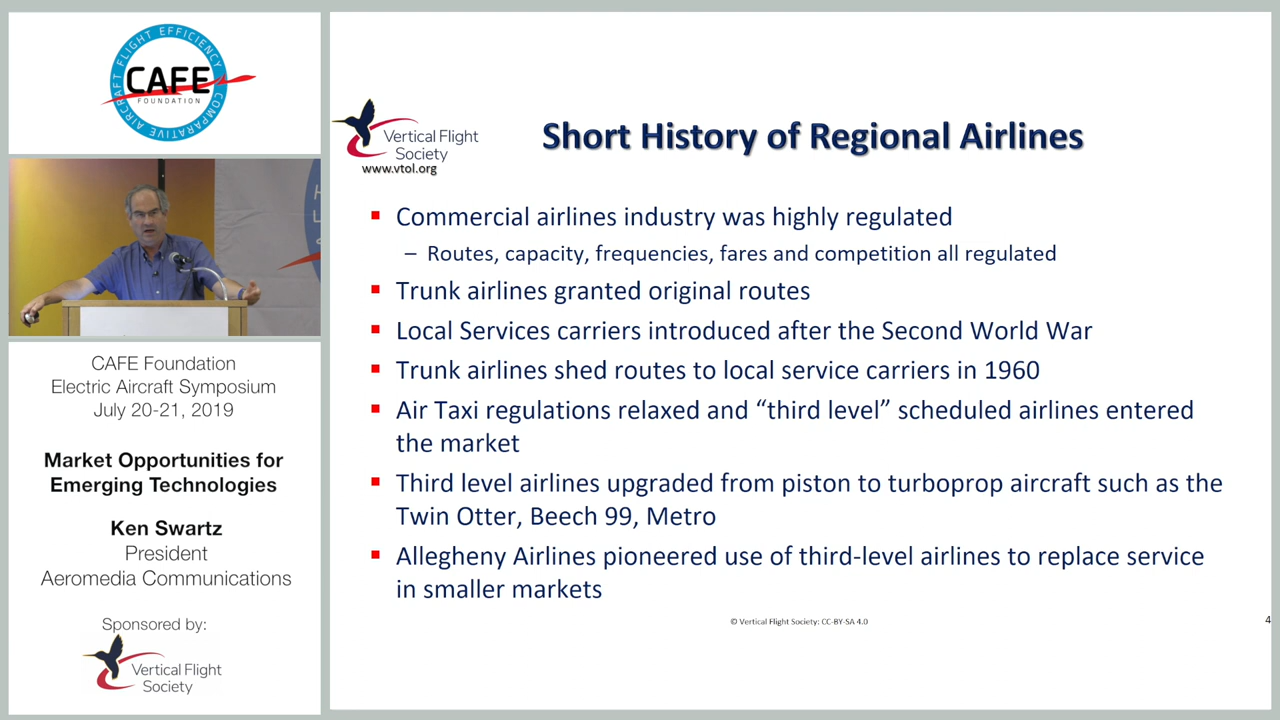 AIRCRAFT FLIGHT EFFICIENCY
COMPARATIVE
CAFE
FOUNDATION
CAFE Foundation
Electric Aircraft Symposium
July 20-21, 2019
Market Opportunities for
Emerging Technologies
Ken Swartz
President
Aeromedia Communications
Sponsored by:
Vertical Flight
Society
Vertical Flight
Society
www.vtol.org
Short History of Regional Airlines
▪ Commercial airlines industry was highly regulated
– Routes, capacity, frequencies, fares and competition all regulated
▪ Trunk airlines granted original routes
▪ Local Services carriers introduced after the Second World War
▪ Trunk airlines shed routes to local service carriers in 1960
▪ Air Taxi regulations relaxed and “third level” scheduled airlines entered
the market
▪ Third level airlines upgraded from piston to turboprop aircraft such as the
Twin Otter, Beech 99, Metro
▪ Allegheny Airlines pioneered use of third-level airlines to replace service
in smaller markets
© Vertical Flight Society: CC-BY-SA 4.0
4